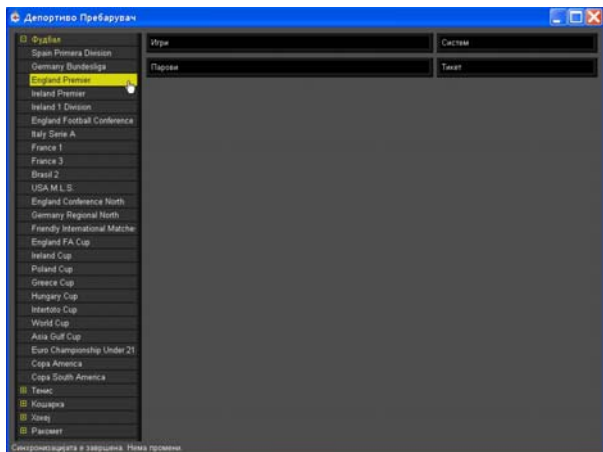 Депортиво Пребарувач
Фудбал
Spain Primera Division
Germany Bundesliga
England Premier
Ireland Premier
Ireland 1 Division
England Football Conference
Italy Serie A
France 1
France 3
Brasil 2
USA M.L.S.
England Conference North
Germany Regional North
Friendly International Matche
England FA Cup
Ireland Cup
Poland Cup
Greece Cup
Hungary Cup
Intertoto Cup
World Cup
Asia Gulf Cup
Euro Championship Under 21
Copa America
Copa South America
Тенис
Кошарка
Хокеј
Ракомет
Игри
Систем
Парови
Тикет
Синхронизацијата е завршена. Нема промени